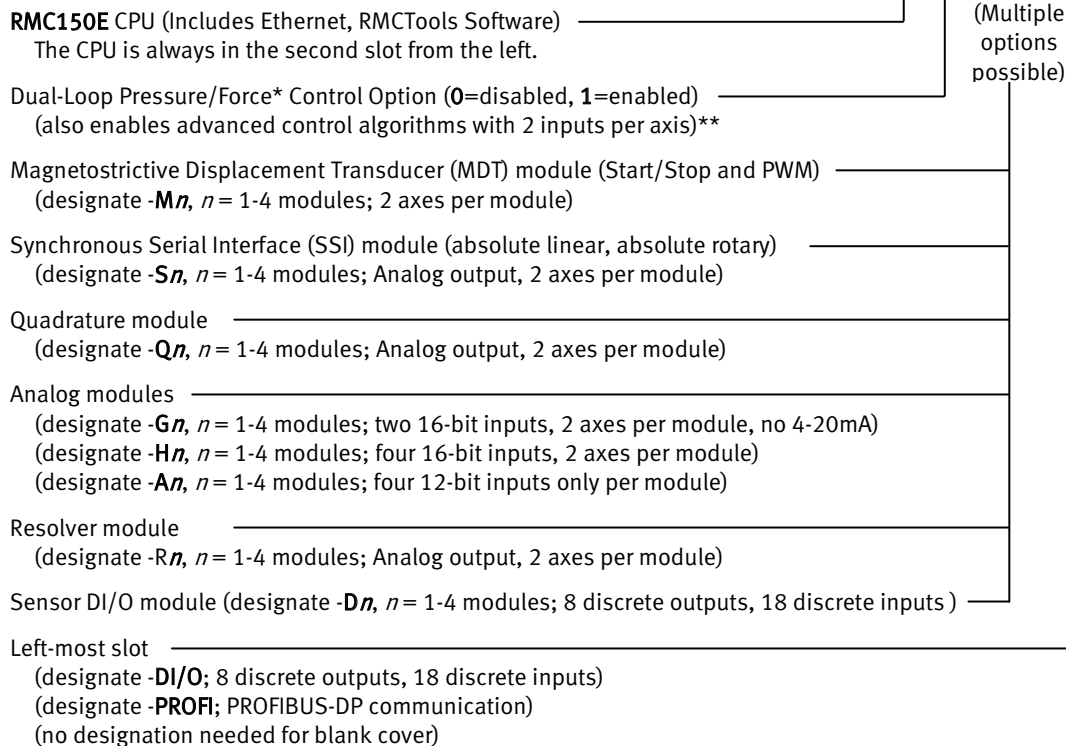 RMC150E CPU (Includes Ethernet, RMCTools Software)
The CPU is always in the second slot from the left.
(Multiple
options
possible)
Dual-Loop Pressure/Force* Control Option (0=disabled, 1=enabled)
(also enables advanced control algorithms with 2 inputs per axis)**
Magnetostrictive Displacement Transducer (MDT) module (Start/Stop and PWM)
(designate -Mn, n = 1-4 modules; 2 axes per module)
Synchronous Serial Interface (SSI) module (absolute linear, absolute rotary)
(designate -Sn, n = 1-4 modules; Analog output, 2 axes per module)
Quadrature module
(designate -Qn, n = 1-4 modules; Analog output, 2 axes per module)
Analog modules
(designate -Gn, n = 1-4 modules; two 16-bit inputs, 2 axes per module, no 4-20mA)
(designate -Hn, n = 1-4 modules; four 16-bit inputs, 2 axes per module)
(designate -An, n = 1-4 modules; four 12-bit inputs only per module)
Resolver module
(designate -Rn, n = 1-4 modules; Analog output, 2 axes per module)
Sensor DI/O module (designate -Dn, n = 1-4 modules; 8 discrete outputs, 18 discrete inputs )
Left-most slot
(designate -DI/O; 8 discrete outputs, 18 discrete inputs)
(designate -PROFI; PROFIBUS-DP communication)
(no designation needed for blank cover)